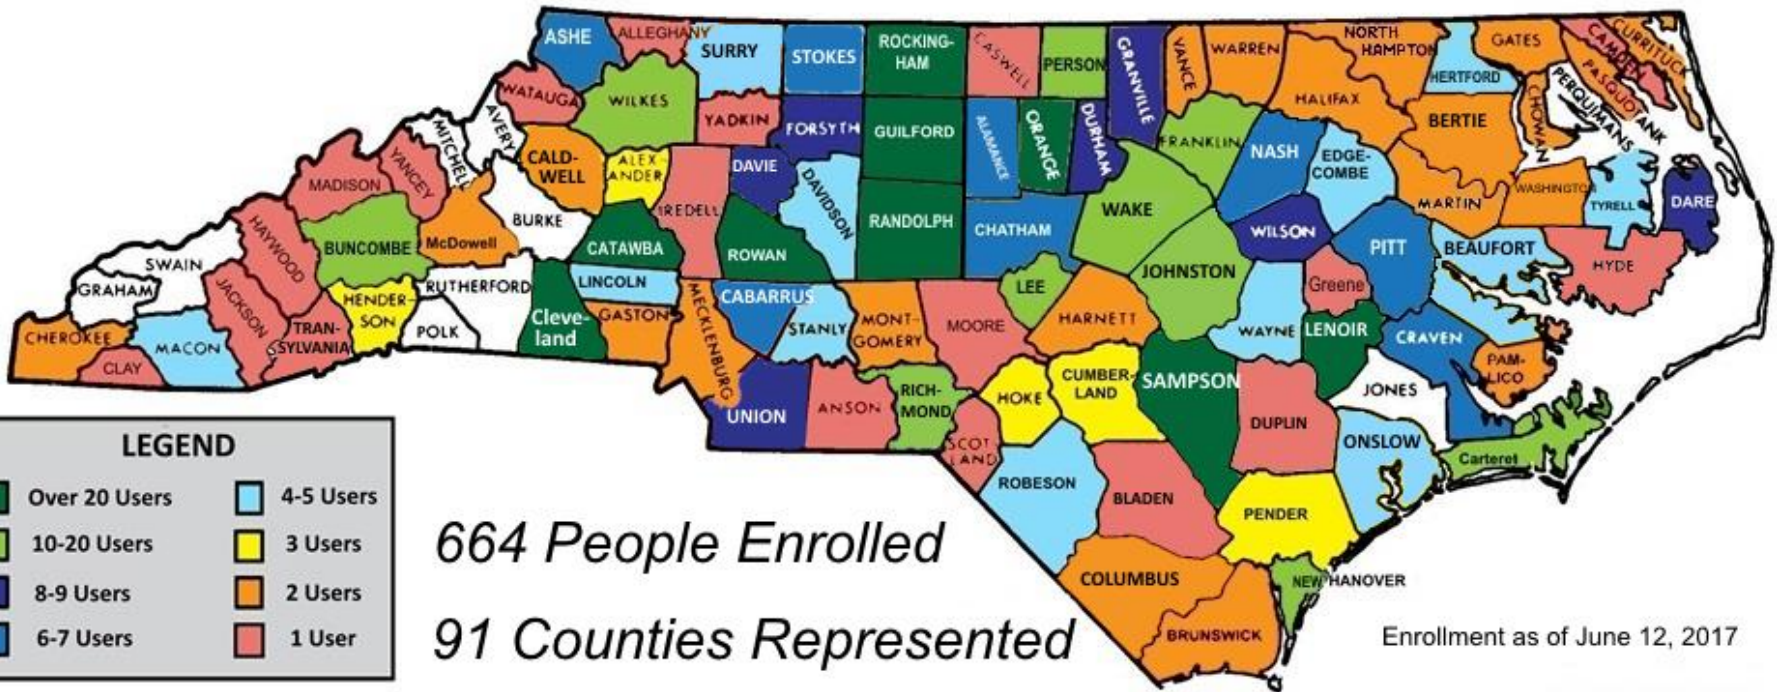 ASHE
ALLEGHANY
SURRY
STOKES
ROCKING-
HAM
CASWELL
PERSON
GRANVILLE
VANCE
WARREN
NORTH
HAMPTON
HERTFORD
GATES
CAMDEN
CURRITUCK
PASQUOTANK
PERQUIMANS
CHOWAN
WATAUGA
WILKES
YADKIN
FORSYTH
GUILFORD
ALAMANCE
ORANGE
DURHAM
FRANKLIN
HALIFAX
BERTIE
NASH
EDGE-
COMBE
MITCHELL
AVERY
CALD-
WELL
ALEX-
ANDER
IREDELL
DAVIE
DAVIDSON
RANDOLPH
CHATHAM
WAKE
WILSON
MARTIN
WASHINGTON
TYRELL
DARE
MADISON
YANCEY
BURKE
McDowell
BUNCOMBE
HAYWOOD
SWAIN
GRAHAM
JACKSON
CATAWBA
ROWAN
JOHNSTON
PITT
BEAUFORT
HYDE
CHEROKEE
CLAY
MACON
TRAN-
SYLVANIA
HENDER-
SON
RUTHERFORD
POLK
Cleve-
land
LINCOLN
GASTON
MECKLENBURG
CABARRUS
STANLY
MONT-
GOMERY
MOORE
LEE
HARNETT
WAYNE
Greene
LENOIR
CRAVEN
PAM-
LICO
JONES
UNION
ANSON
RICH-
MOND
SCOT
LAND
HOKE
CUMBER-
LAND
SAMPSON
DUPLIN
ONSLOW
Carteret
ROBESON
BLADEN
PENDER
COLUMBUS
NEW HANOVER
BRUNSWICK
LEGEND
Over 20 Users
10-20 Users
8-9 Users
6-7 Users
4-5 Users
3 Users
2 Users
1 User
664 People Enrolled
91 Counties Represented
Enrollment as of June 12, 2017